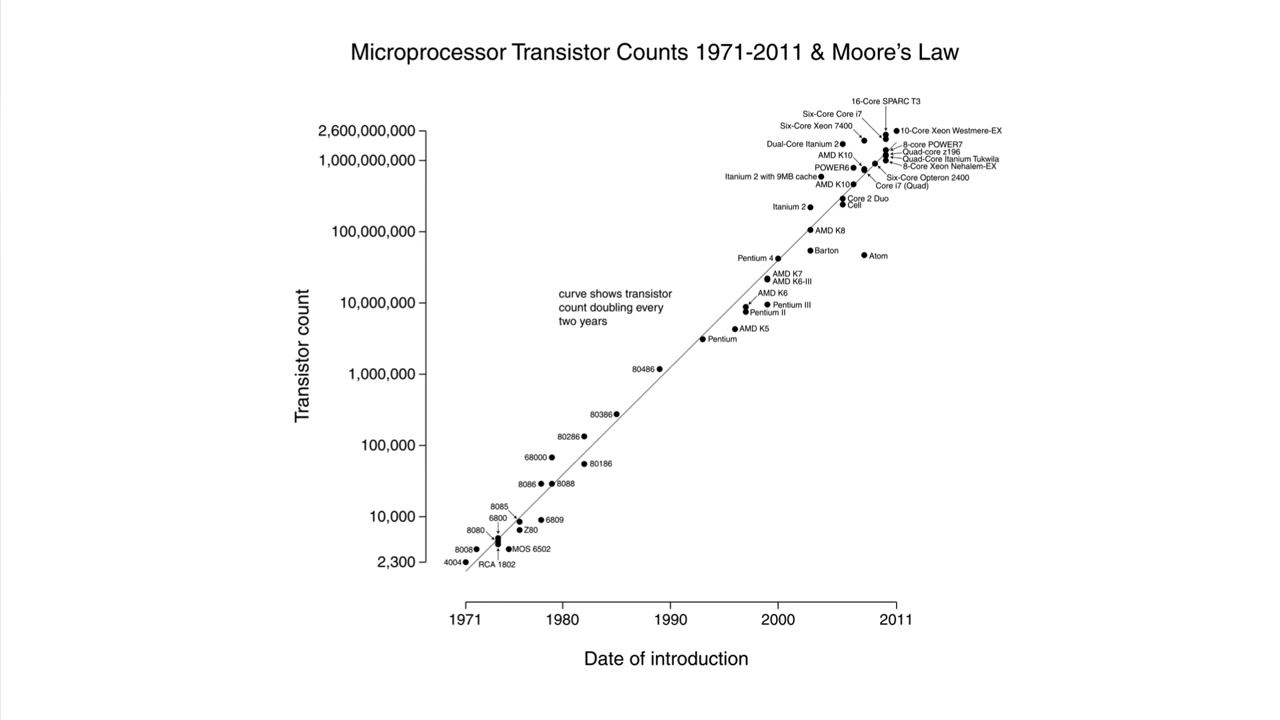 Microprocessor Transistor Counts 1971-2011 & Moore's Law
16-Core SPARC T3
Six-Core Core i7
Six-Core Xeon 7400
10-Core Xeon Westmere-EX
2,600,000,000
Dual-Core Itanium 2
8-core POWER7
Quad-core z196
AMD K10
Quad-Core Itanium Tukwila
1,000,000,000
POWER6
8-Core Xeon Nehalem-EX
Itanium 2 with 9MB cache
Six-Core Opteron 2400
AMD K10
Core i7 (Quad)
Core 2 Duo
Cell
Itanium 2
AMD K8
100,000,000
Barton
Pentium 4
Atom
AMD K7
AMD K6-III
curve shows transistor
count doubling every
two years
AMD K6
10,000,000
Pentium III
Pentium II
AMD K5
Pentium
Transistor count
80486
1,000,000
80386
80286
100,000
68000
80186
8086
8088
8085
6800
10,000
6809
8080
Z80
8008
MOS 6502
4004
2,300
RCA 1802
1971
1980
1990
2000
2011
Date of introduction